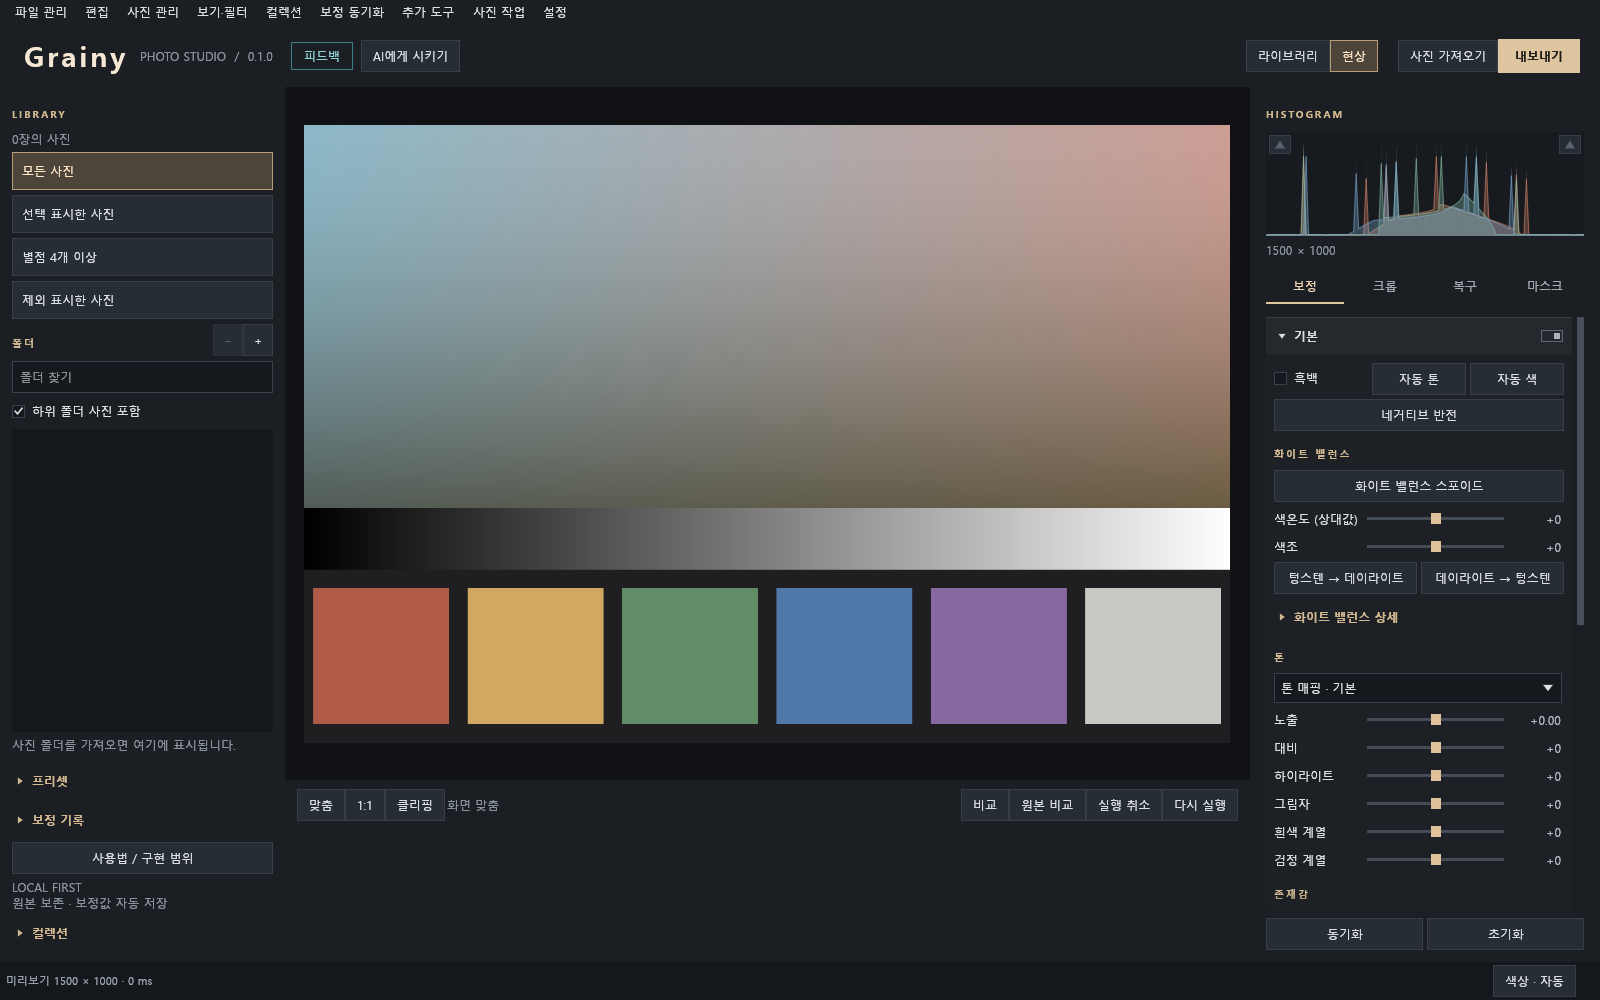 파일 관리 편집 사진 관리 보기·필터 컬렉션 보정 동기화 추가 도구 사진 작업 설정
Grainy PHOTO STUDIO / 0.1.0 피드백 AI에게 시키기 라이브러리 현상 사진 가져오기 내보내기
LIBRARY
0장의 사진
모든 사진
선택 표시한 사진
별점 4개 이상
제외 표시한 사진
폴더 − +
폴더 찾기
하위 폴더 사진 포함
사진 폴더를 가져오면 여기에 표시됩니다.
프리셋
보정 기록
사용법 / 구현 범위
LOCAL FIRST
원본 보존 · 보정값 자동 저장
컬렉션
맞춤 1:1 클리핑 화면 맞춤 비교 원본 비교 실행 취소 다시 실행
HISTOGRAM
1500 × 1000
보정 크롭 복구 마스크
기본
흑백 자동 톤 자동 색
네거티브 반전
화이트 밸런스
화이트 밸런스 스포이드
색온도 (상대값) +0
색조 +0
텅스텐 → 데이라이트 데이라이트 → 텅스텐
화이트 밸런스 상세
톤
톤 매핑 · 기본
노출 +0.00
대비 +0
하이라이트 +0
그림자 +0
흰색 계열 +0
검정 계열 +0
존재감
동기화 초기화
미리보기 1500 × 1000 · 0 ms 색상 · 자동